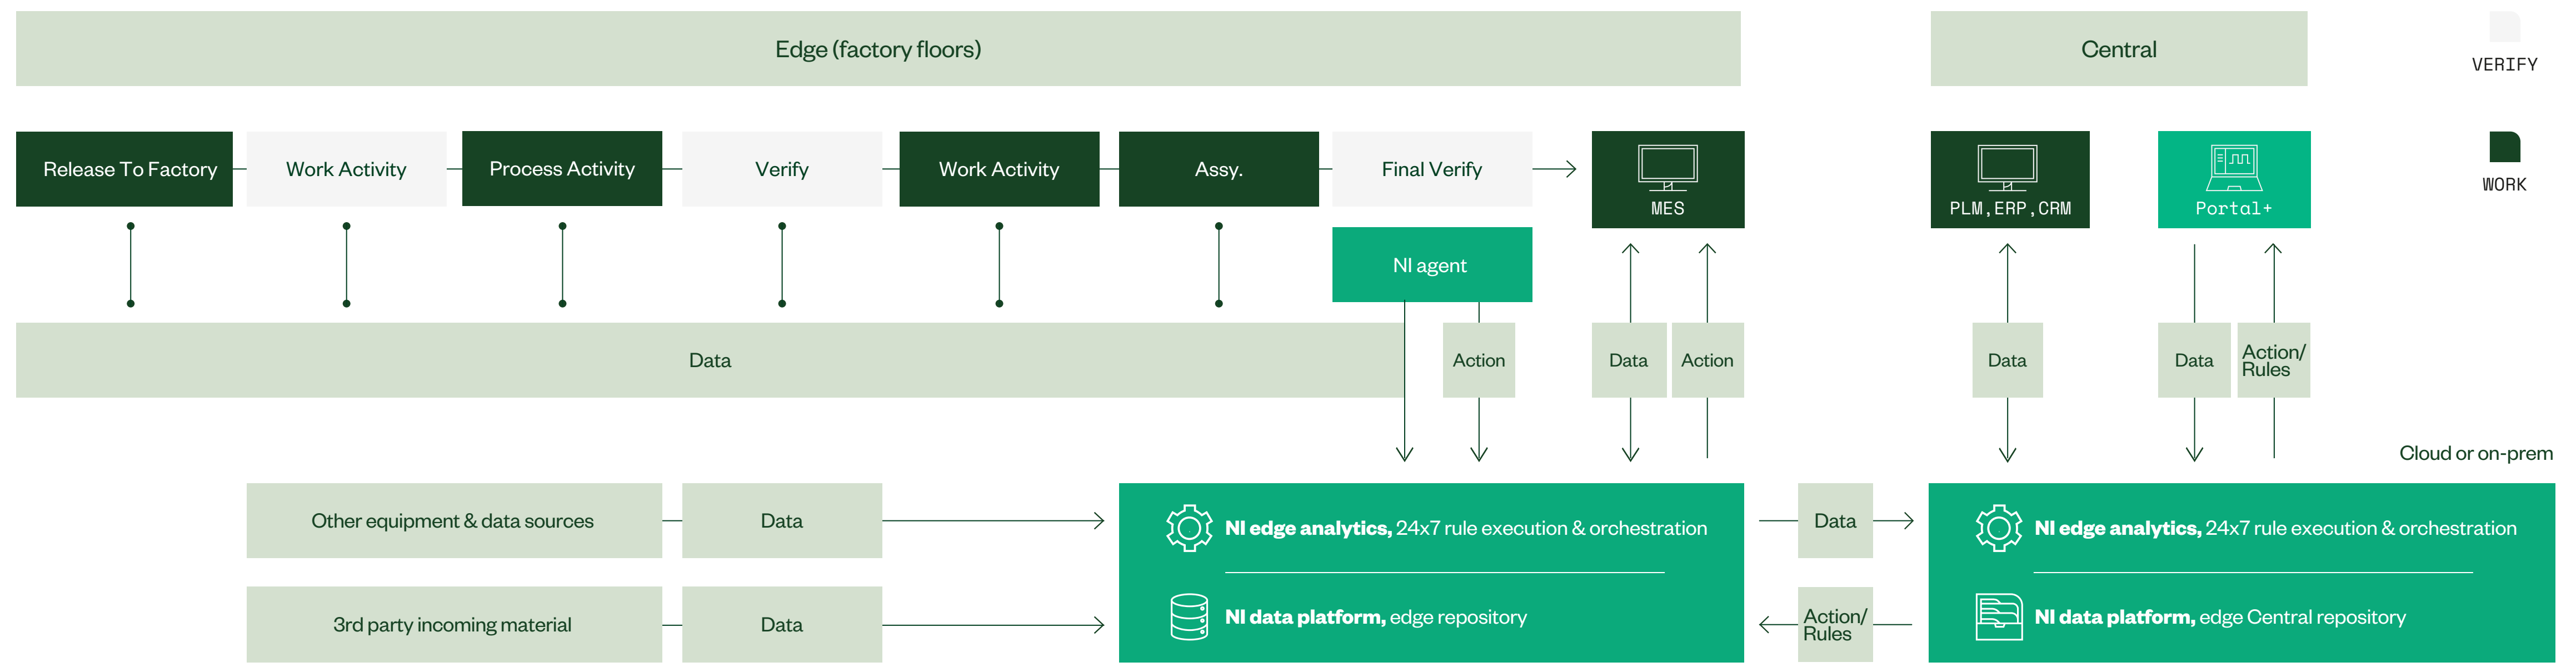 Edge (factory floors)
Central
VERIFY
Release To Factory
Work Activity
Process Activity
Verify
Work Activity
Assy.
Final Verify
MES
PLM,ERP,CRM
Portal+
WORK
NI agent
Data
Action
Data
Action
Data
Data
Action/
Rules
Cloud or on-prem
Other equipment & data sources
Data
NI edge analytics, 24x7 rule execution & orchestration
Data
NI edge analytics, 24x7 rule execution & orchestration
3rd party incoming material
Data
NI data platform, edge repository
Action/
Rules
NI data platform, edge Central repository